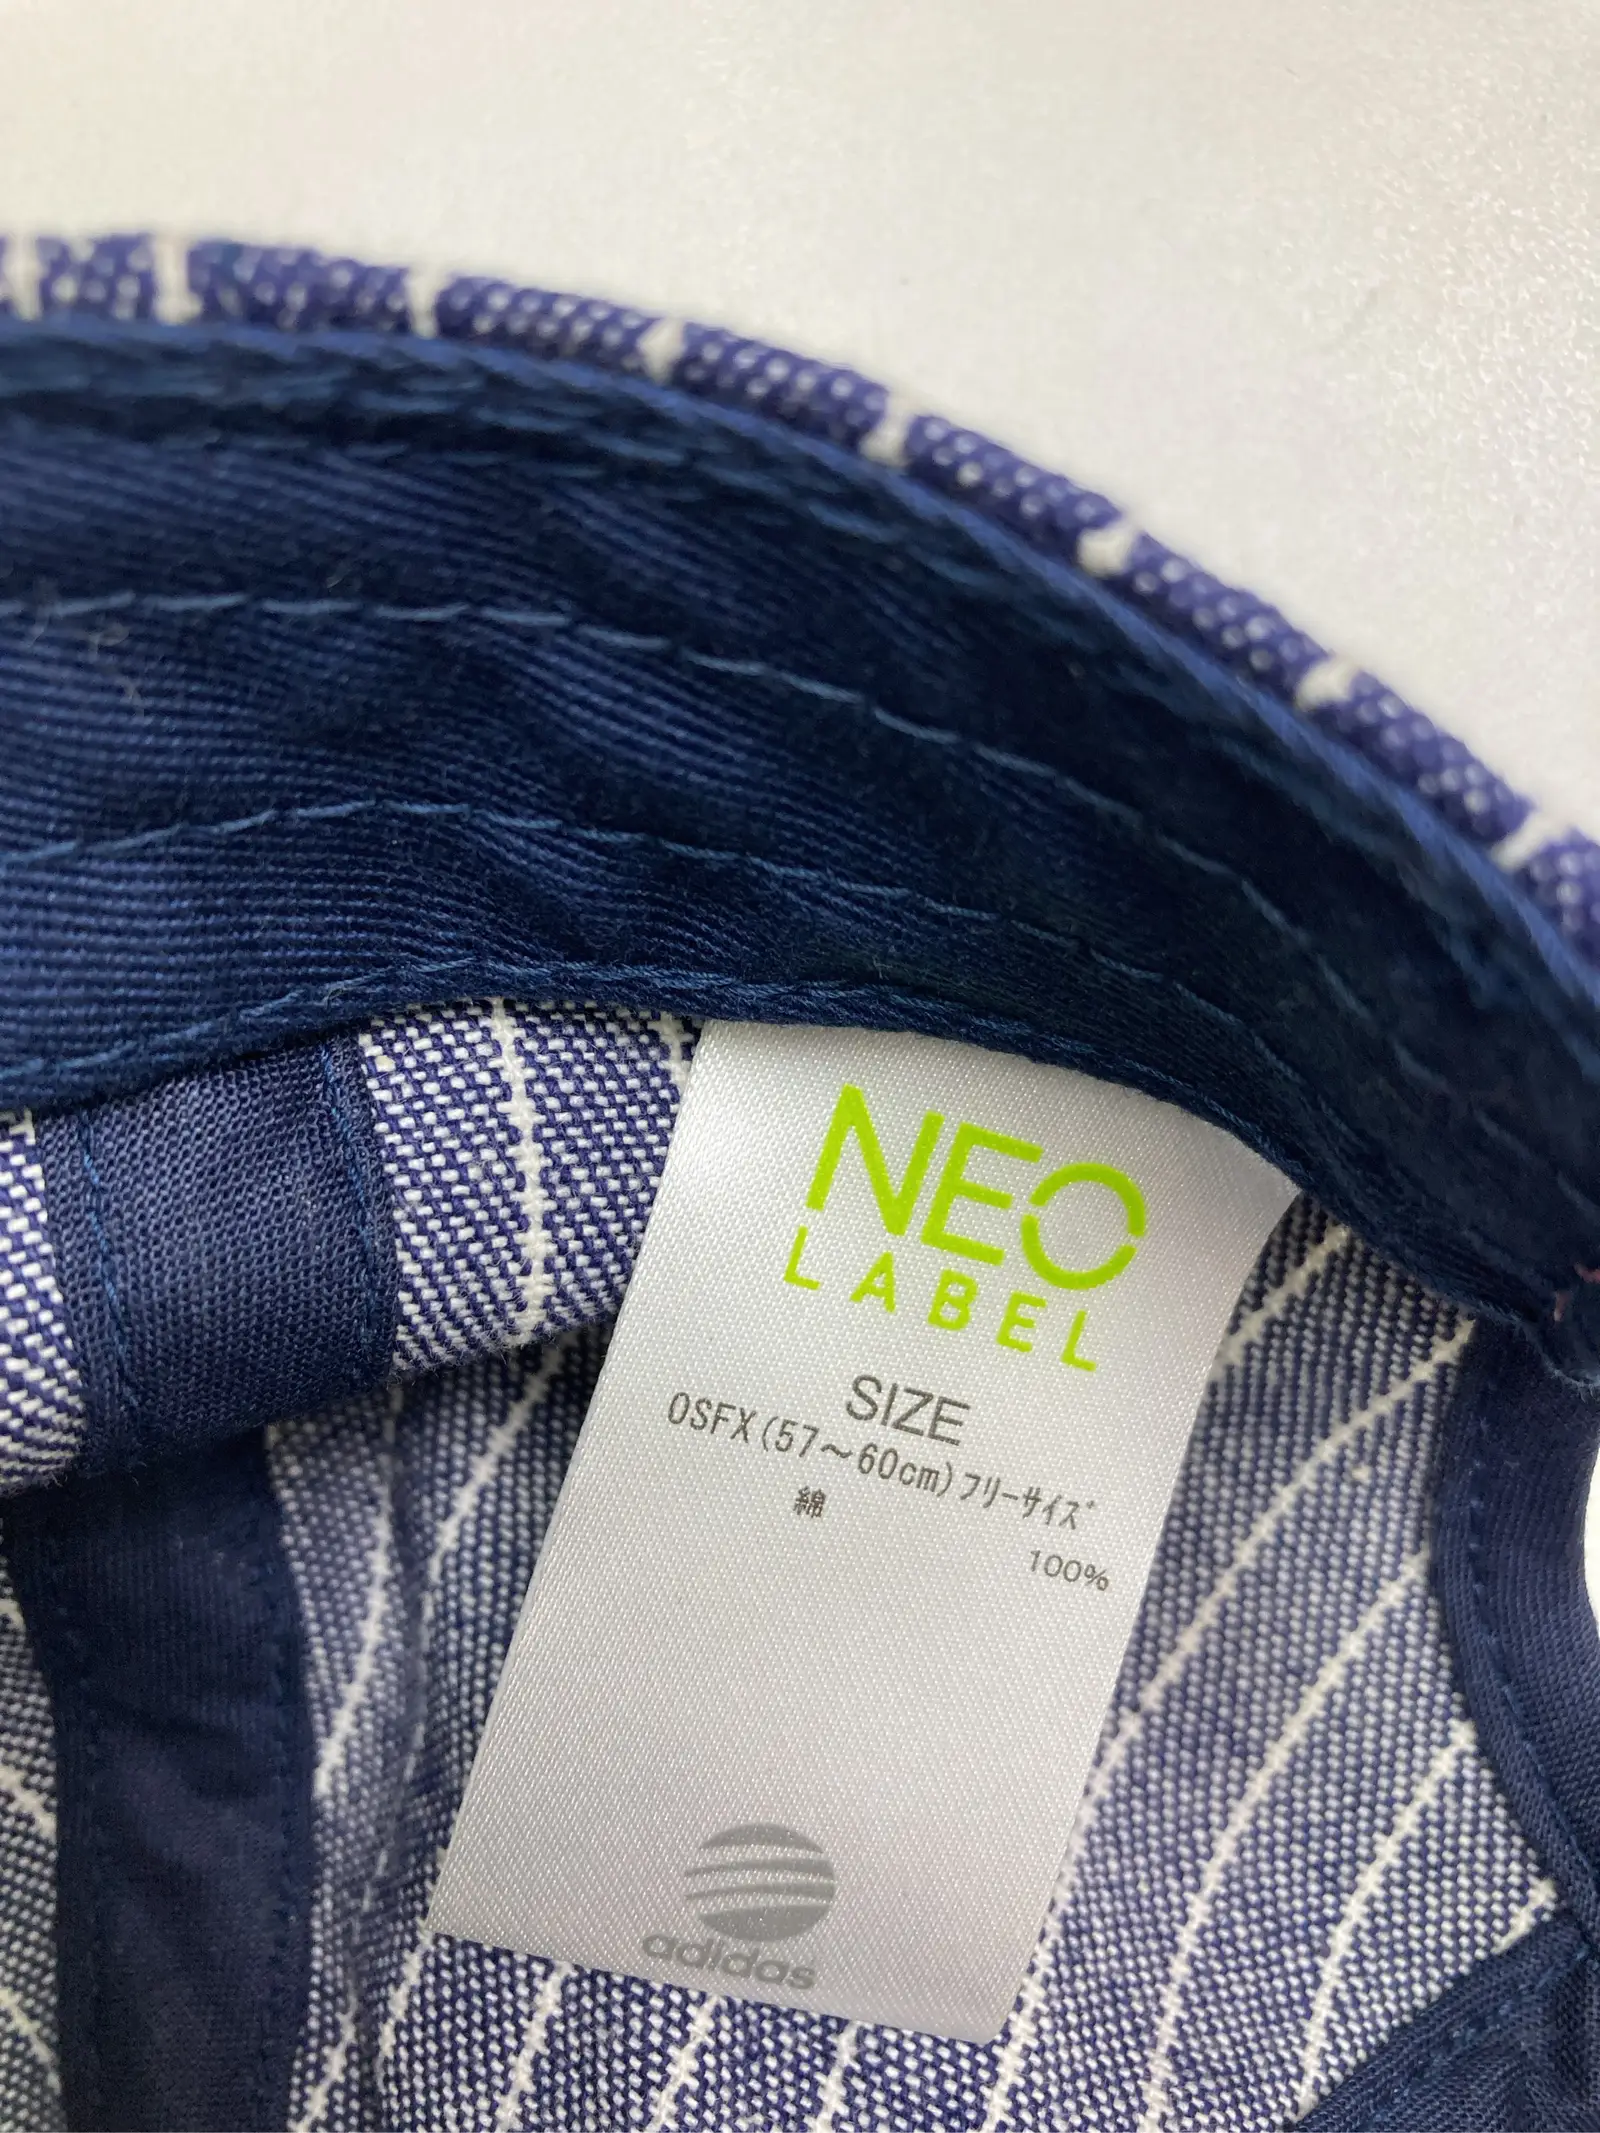 NEO
LABEL
SIZE
OSFX(57～60cm)ﾌﾘｰｻｲｽﾞ
綿
100%
adidas